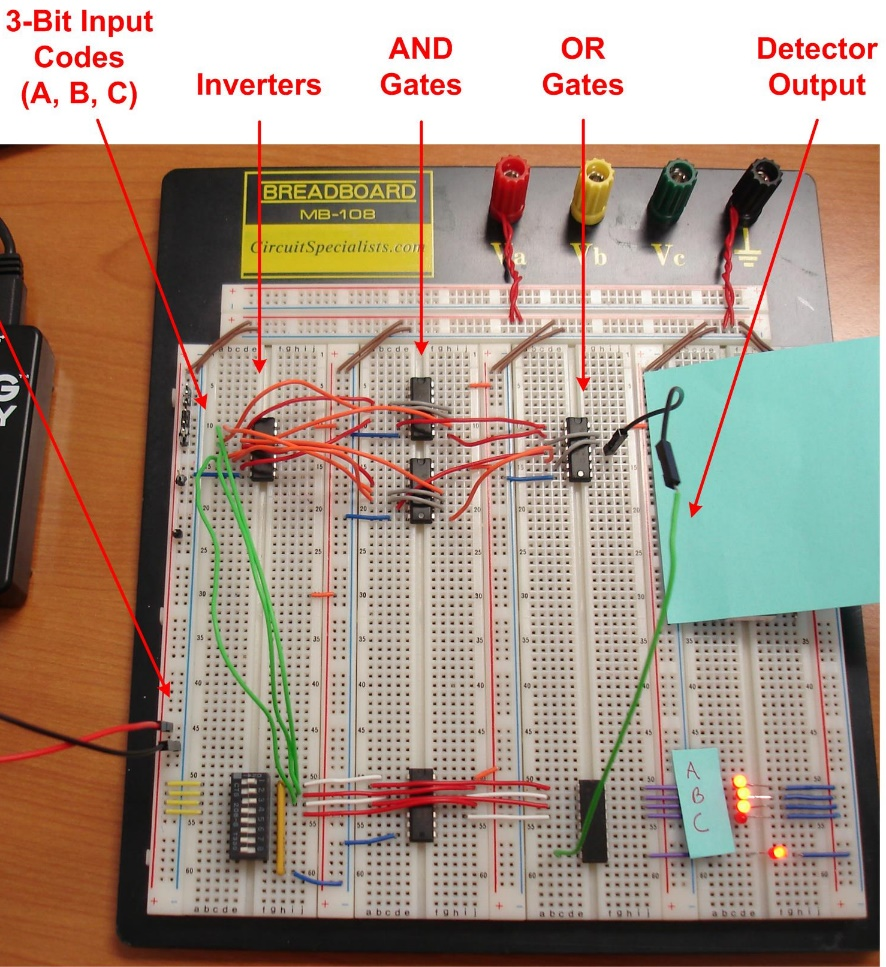 3-Bit Input
Codes
(A, B, C)
Inverters
AND
Gates
OR
Gates
Detector
Output
BREADBOARD
MB-108
CircuitSpecialists.com
Va
Vb
Vc
G™
Y
A
B
C